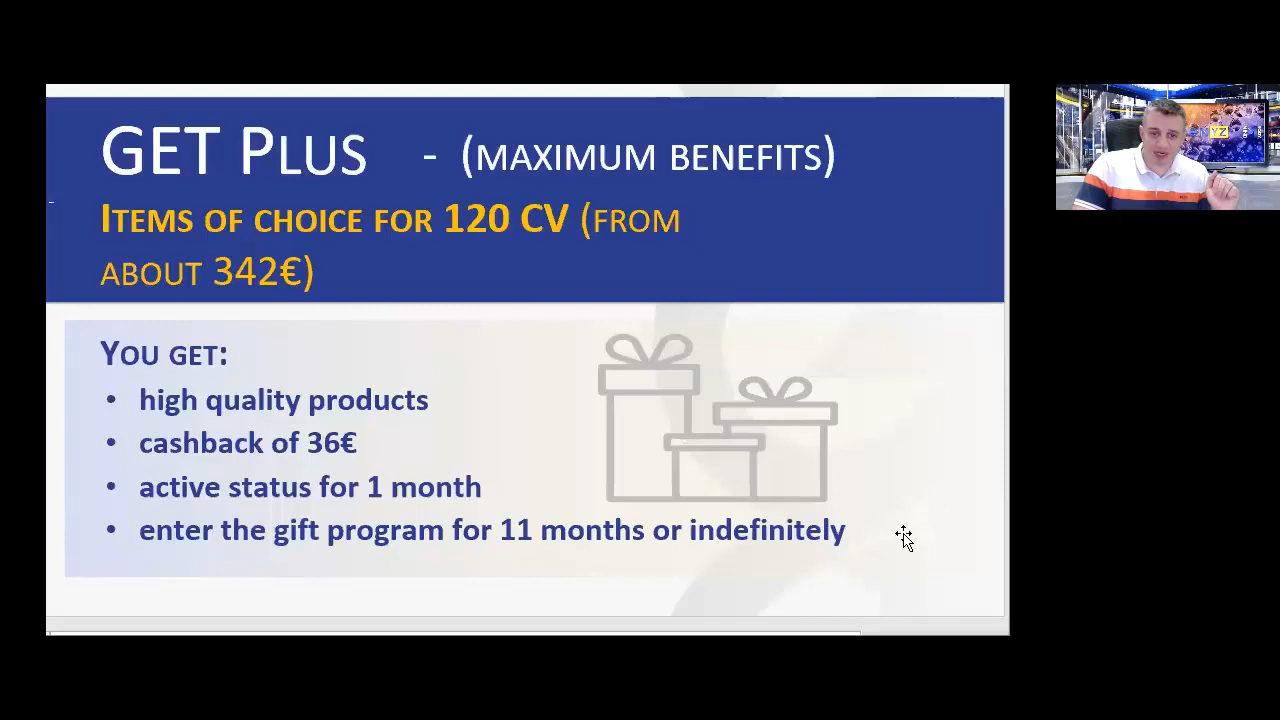 GET PLUS - (MAXIMUM BENEFITS)
ITEMS OF CHOICE FOR 120 CV (FROM
ABOUT 342€)
YOU GET:
• high quality products
• cashback of 36€
• active status for 1 month
• enter the gift program for 11 months or indefinitely